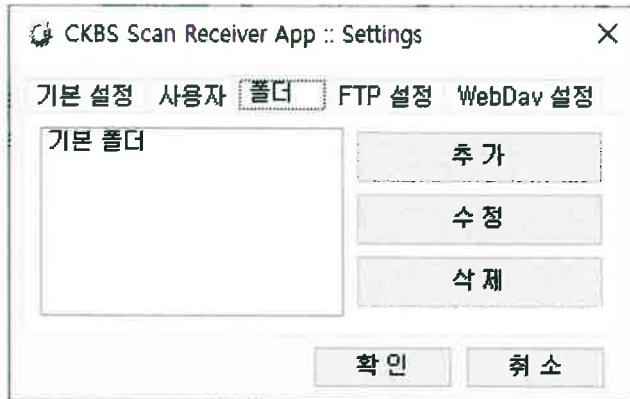 CKBS Scan Receiver App :: Settings
기본 설정 사용자 폴더 FTP 설정 WebDav 설정
기본 폴더
추 가
수 정
삭 제
확 인 취 소